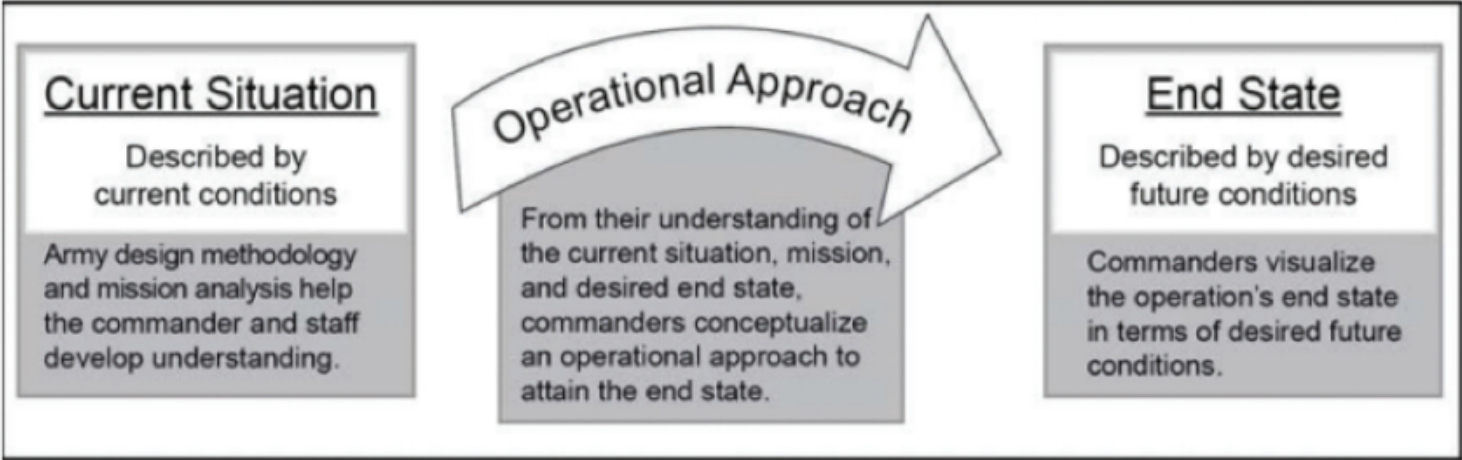 Current Situation
Described by
current conditions
Army design methodology
and mission analysis help
the commander and staff
develop understanding.
Operational Approach
From their understanding of
the current situation, mission,
and desired end state,
commanders conceptualize
an operational approach to
attain the end state.
End State
Described by desired
future conditions
Commanders visualize
the operation's end state
in terms of desired future
conditions.